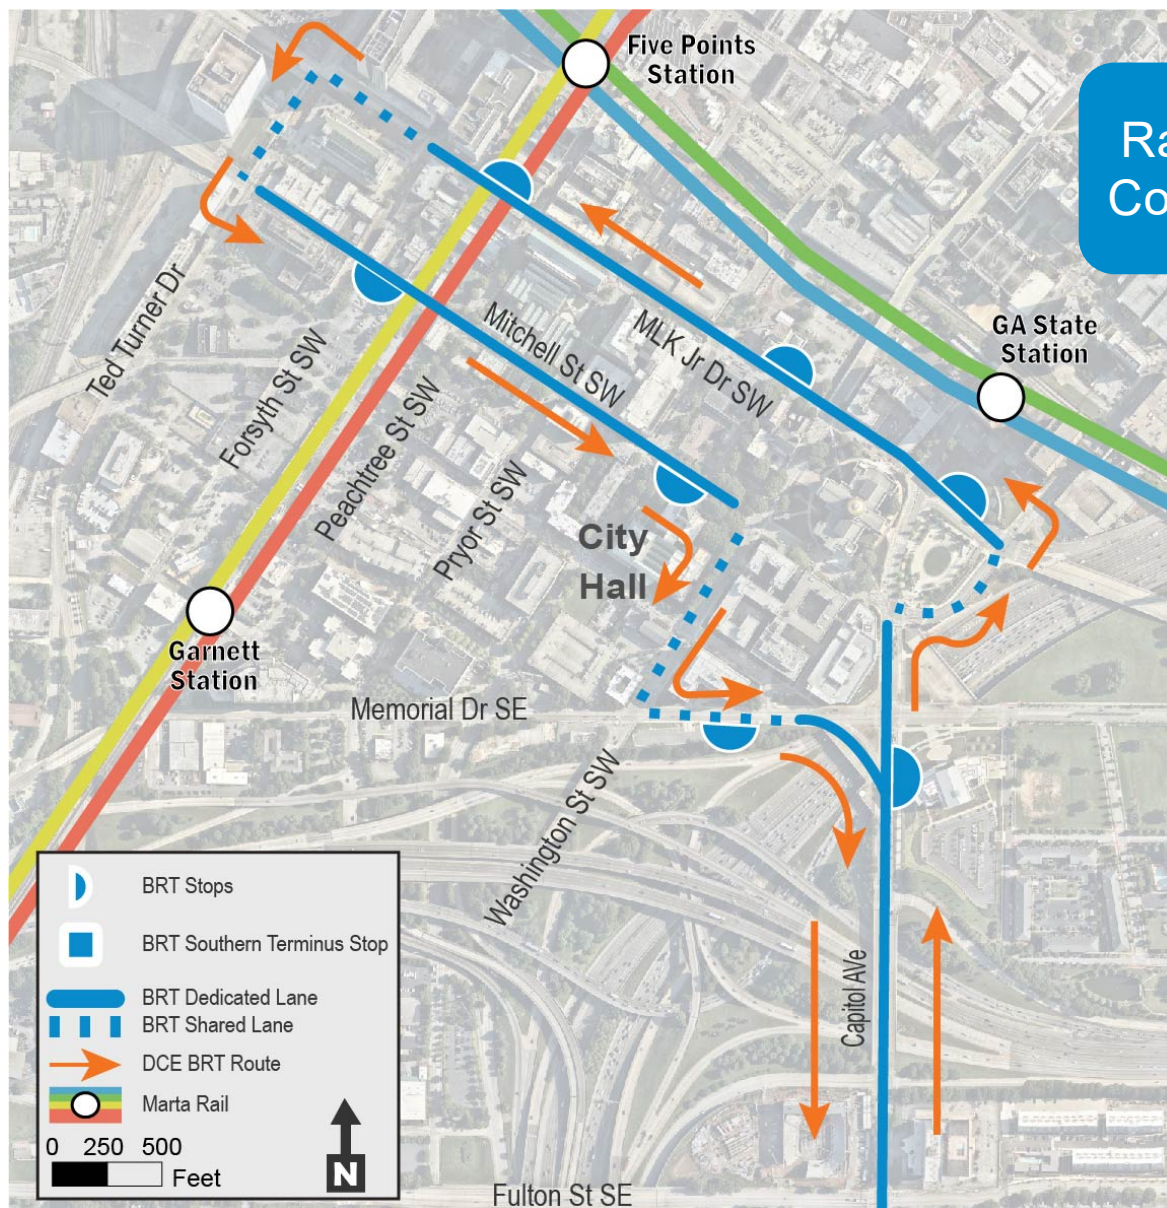 Five Points
Station
Ra
Co
GA State
Station
Ted Turner Dr
Forsyth St SW
Peachtree St SW
Pryor St SW
Mitchell St SW
MLK Jr Dr SW
City
Hall
Garnett
Station
Memorial Dr SE
Washington St SW
Capitol AVe
BRT Stops
BRT Southern Terminus Stop
BRT Dedicated Lane
BRT Shared Lane
DCE BRT Route
Marta Rail
0 250 500
Feet
N
Fulton St SE